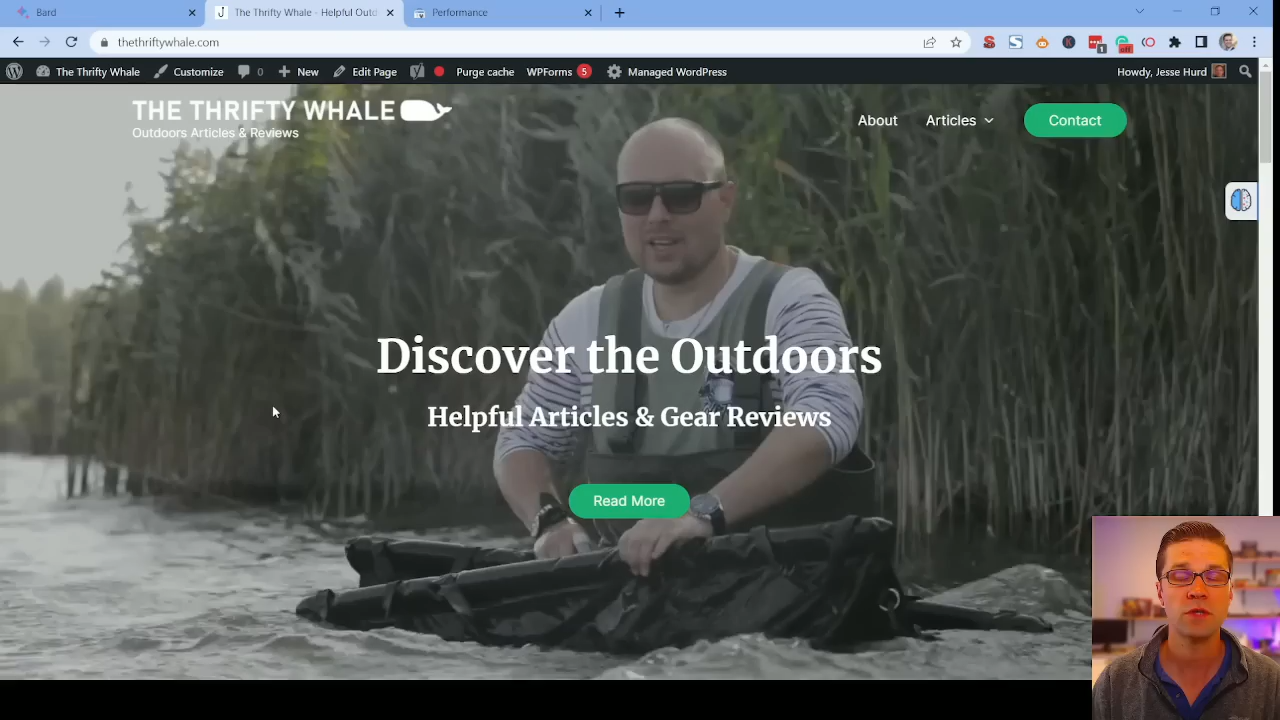 Bard
The Thrifty Whale - Helpful Outd
Performance
thethriftywhale.com
1
off
The Thrifty Whale
Customize
0
New
Edit Page
Purge cache
WPForms 5
Managed WordPress
Howdy, Jesse Hurd
THE THRIFTY WHALE
Outdoors Articles & Reviews
About
Articles
Contact
Discover the Outdoors
Helpful Articles & Gear Reviews
Read More